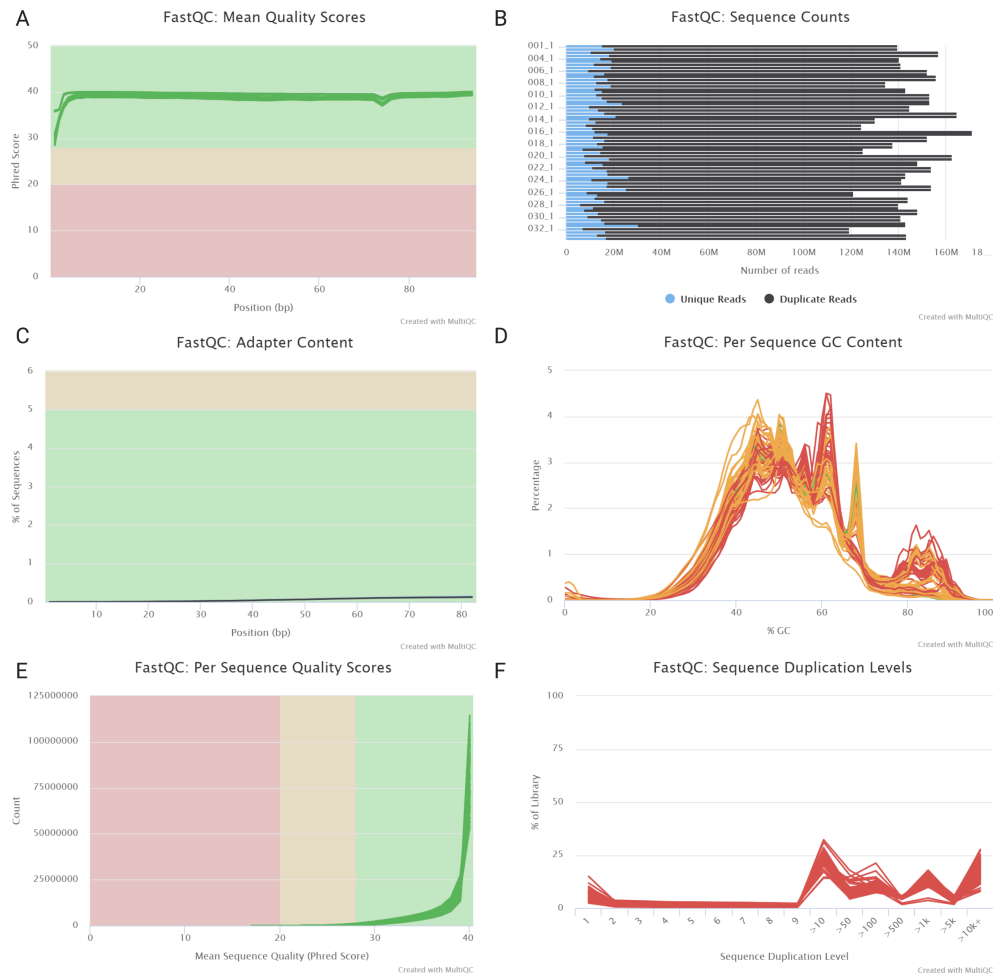 A
FastQC: Mean Quality Scores
50
40
30
20
10
0
Phred Score
20
40
60
80
Position (bp)
Created with MultiQC
B
FastQC: Sequence Counts
001_1
004_1
006_1
008_1
010_1
012_1
014_1
016_1
018_1
020_1
022_1
024_1
026_1
028_1
030_1
032_1
0
20M
40M
60M
80M
100M
120M
140M
160M
18...
Number of reads
Unique Reads
Duplicate Reads
Created with MultiQC
C
FastQC: Adapter Content
6
5
4
3
2
1
0
% of Sequences
10
20
30
40
50
60
70
80
Position (bp)
Created with MultiQC
D
FastQC: Per Sequence GC Content
5
4
3
2
1
0
Percentage
0
20
40
60
80
100
% GC
Created with MultiQC
E
FastQC: Per Sequence Quality Scores
125000000
100000000
75000000
50000000
25000000
0
Count
0
10
20
30
40
Mean Sequence Quality (Phred Score)
Created with MultiQC
F
FastQC: Sequence Duplication Levels
100
75
50
25
0
% of Library
1
2
3
4
5
6
7
8
9
>10
>50
>100
>500
>1k
>5k
>10k+
Sequence Duplication Level
Created with MultiQC